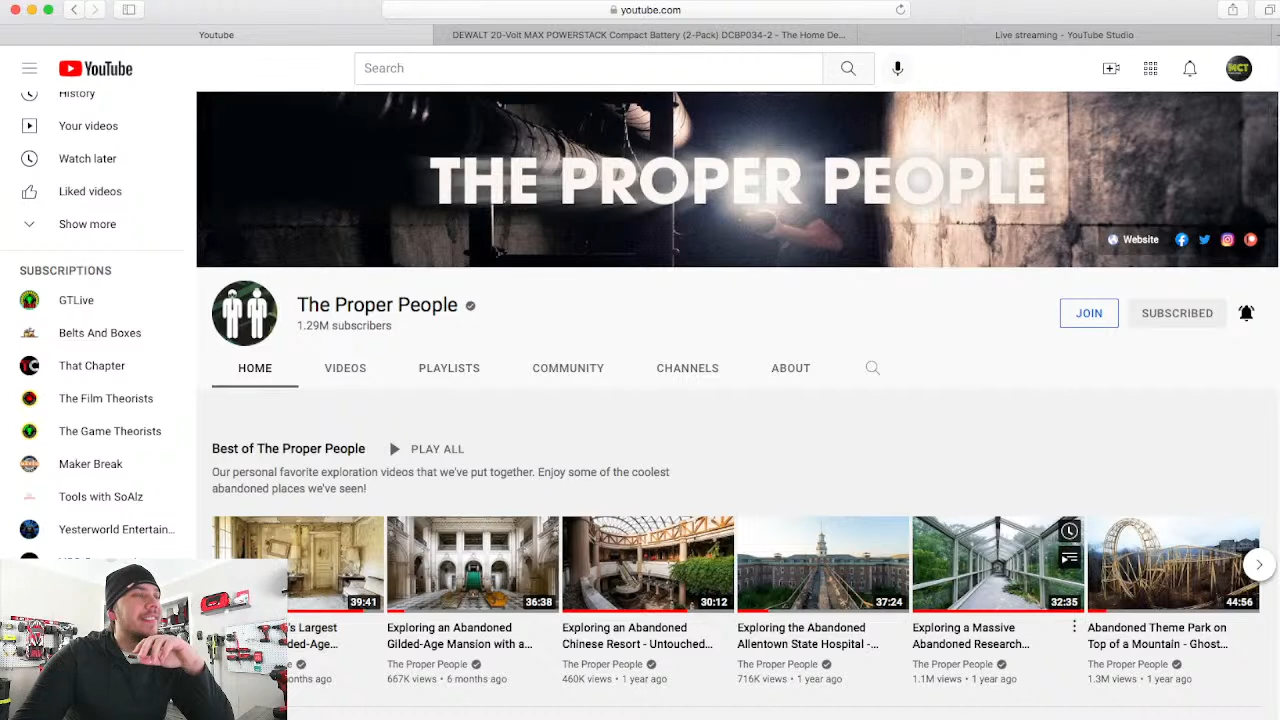 youtube.com
Youtube
DEWALT 20-Volt MAX POWERSTACK Compact Battery (2-Pack) DCBP034-2 - The Home De...
Live streaming - YouTube Studio
YouTube
Search
MCT
History
Your videos
Watch later
Liked videos
Show more
SUBSCRIPTIONS
GTLive
Belts And Boxes
That Chapter
The Film Theorists
The Game Theorists
Maker Break
Tools with SoAlz
Yesterworld Entertain...
THE PROPER PEOPLE
Website
The Proper People
1.29M subscribers
JOIN
SUBSCRIBED
HOME
VIDEOS
PLAYLISTS
COMMUNITY
CHANNELS
ABOUT
Best of The Proper People
PLAY ALL
Our personal favorite exploration videos that we've put together. Enjoy some of the coolest
abandoned places we've seen!
39:41
36:38
30:12
37:24
32:35
44:56
's Largest
Gilded-Age...
onths ago
Exploring an Abandoned
Gilded-Age Mansion with a...
The Proper People
667K views • 6 months ago
Exploring an Abandoned
Chinese Resort - Untouched...
The Proper People
460K views • 1 year ago
Exploring the Abandoned
Allentown State Hospital -...
The Proper People
716K views • 1 year ago
Exploring a Massive
Abandoned Research...
The Proper People
1.1M views • 1 year ago
Abandoned Theme Park on
Top of a Mountain - Ghost...
The Proper People
1.3M views • 1 year ago